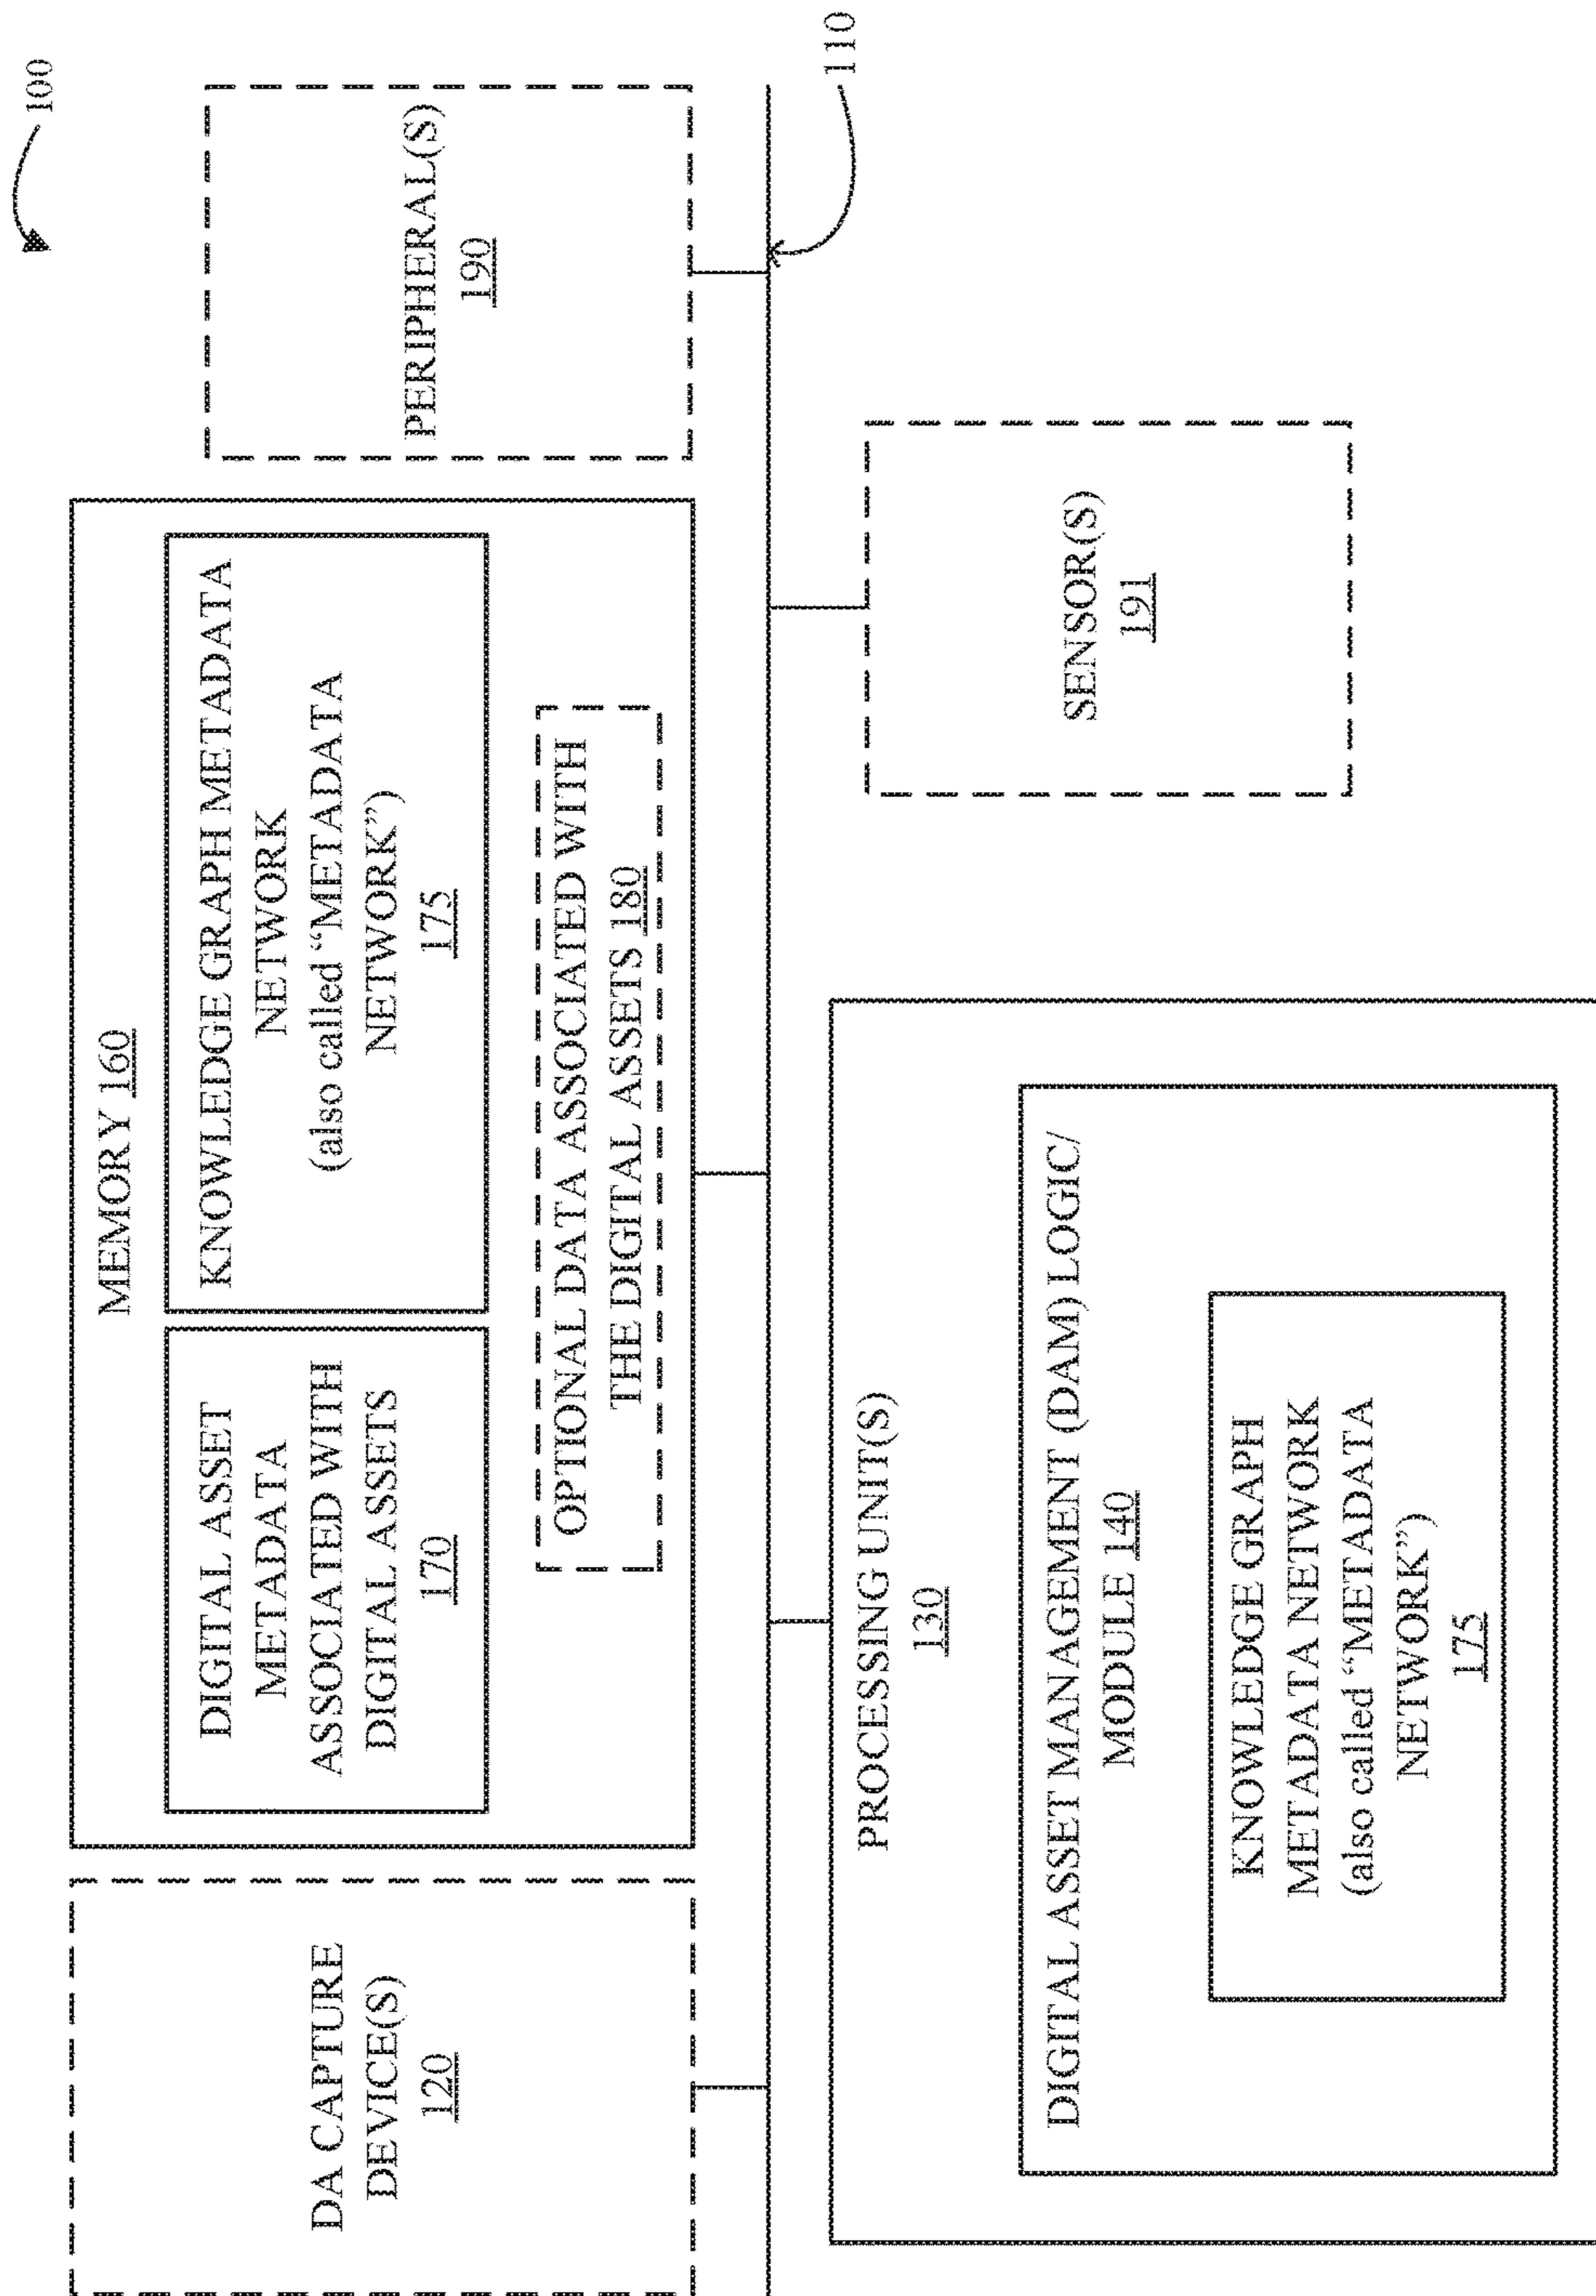 100
DA CAPTURE
DEVICE(S)
120
MEMORY 160
DIGITAL ASSET
METADATA
ASSOCIATED WITH
DIGITAL ASSETS
170
KNOWLEDGE GRAPH METADATA
NETWORK
(also called “METADATA
NETWORK”)
175
OPTIONAL DATA ASSOCIATED WITH
THE DIGITAL ASSETS 180
PERIPHERAL(S)
190
110
PROCESSING UNIT(S)
130
DIGITAL ASSET MANAGEMENT (DAM) LOGIC/
MODULE 140
KNOWLEDGE GRAPH
METADATA NETWORK
(also called “METADATA
NETWORK”)
175
SENSOR(S)
191